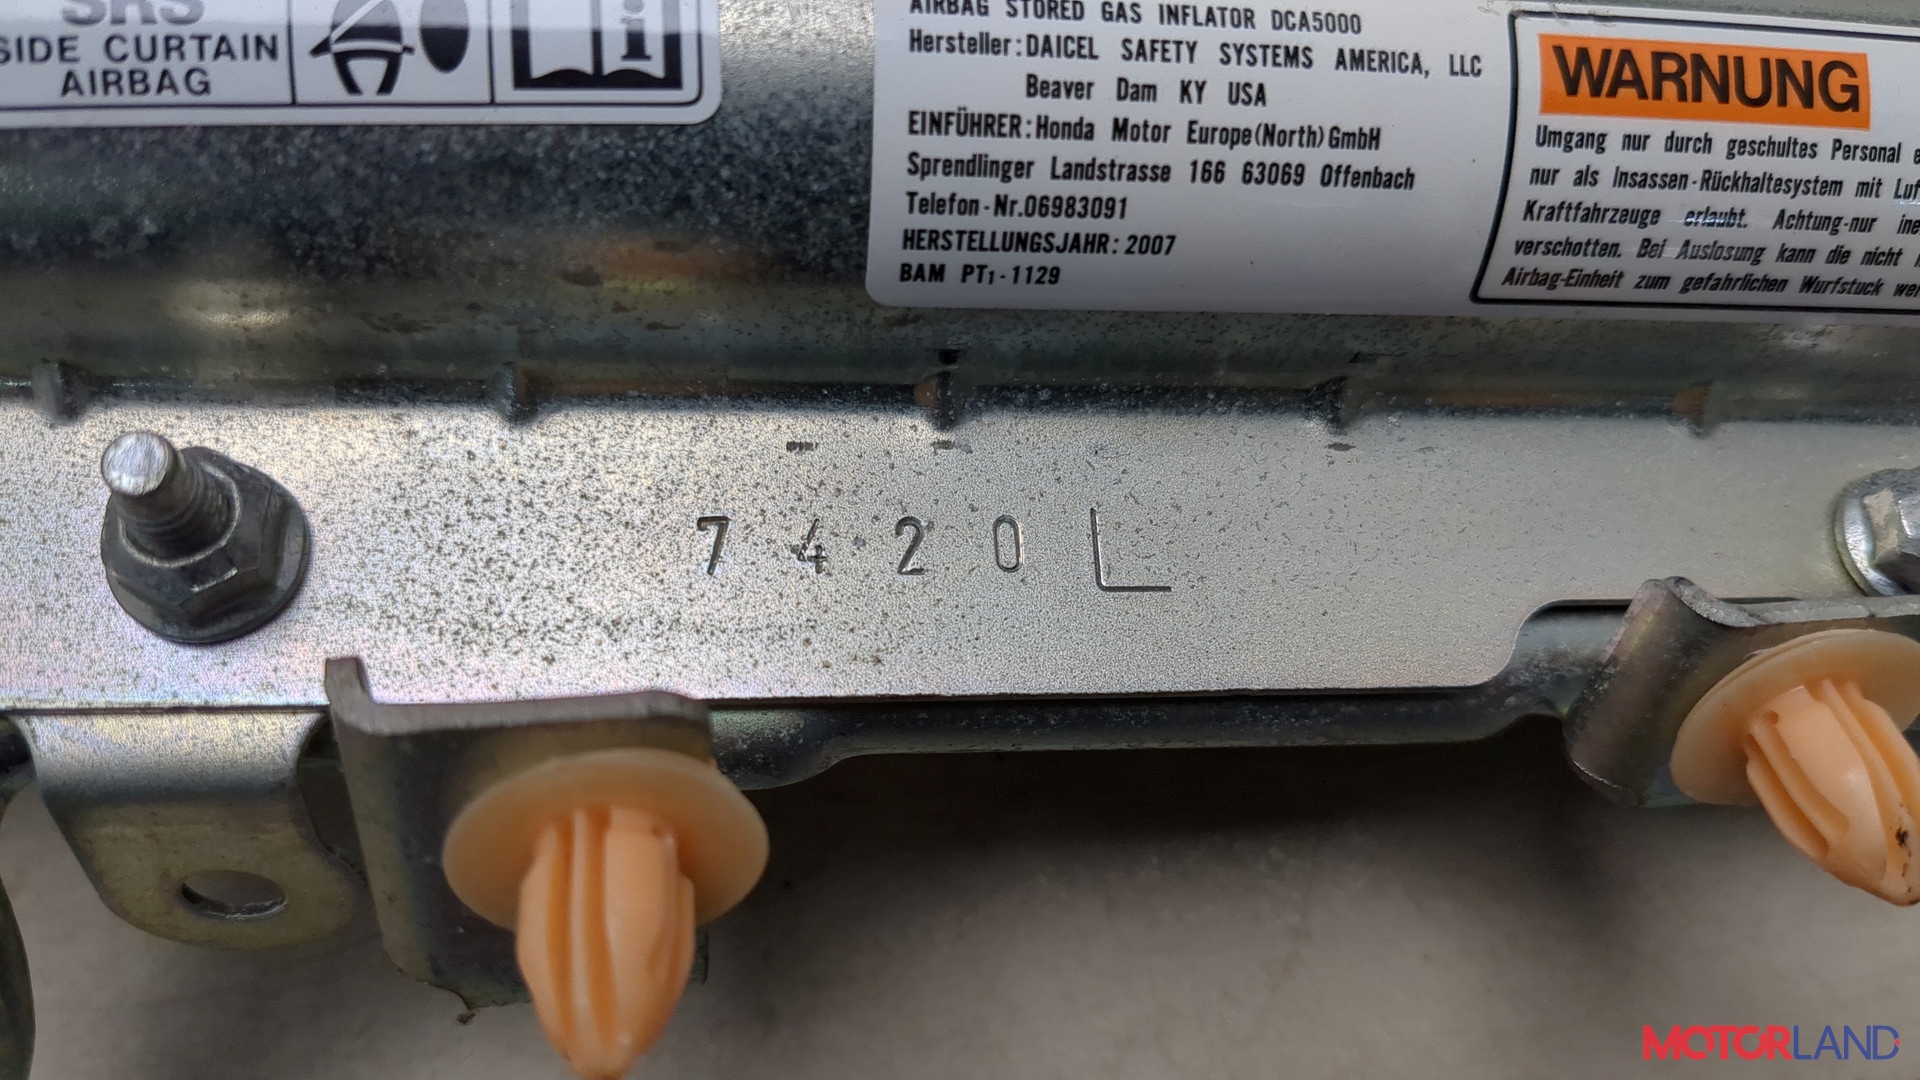 SRS
SIDE CURTAIN
AIRBAG
AIRBAG STORED GAS INFLATOR DCA5000
Hersteller:DAICEL SAFETY SYSTEMS AMERICA, LLC
Beaver Dam KY USA
EINFÜHRER:Honda Motor Europe(North)GmbH
Sprendlinger Landstrasse 166 63069 Offenbach
Telefon-Nr.06983091
HERSTELLUNGSJAHR:2007
BAM PT1-1129
WARNUNG
Umgang nur durch geschultes Personal
nur als Insassen-Rückhaltesystem mit
Kraftfahrzeuge erlaubt. Achtung-nur
verschotten. Bei Auslosung kann die nicht
Airbag-Einheit zum gefahrlichen Wurfstuck
7420L
MOTORLAND